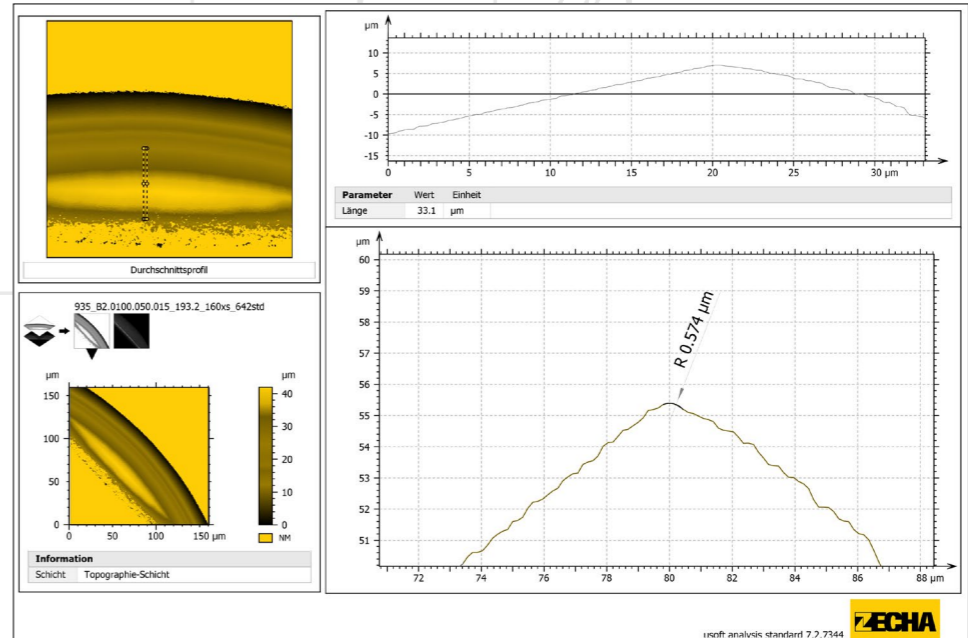 Durchschnittsprofil
µm
10
5
0
-5
-10
-15
0 5 10 15 20 25 30 µm
Parameter Wert Einheit
Länge 33.1 µm
935_B2.0100.050.015_193.2_160xs_642std
µm
150
100
50
0
0 50 100 150 µm
µm
40
30
20
10
0
NM
Information
Schicht Topographie-Schicht
µm
60
59
58
57
56
55
54
53
52
51
72 74 76 78 80 82 84 86 88 µm
R 0.574 µm
usoft analysis standard 7.2.7344
ZECHA